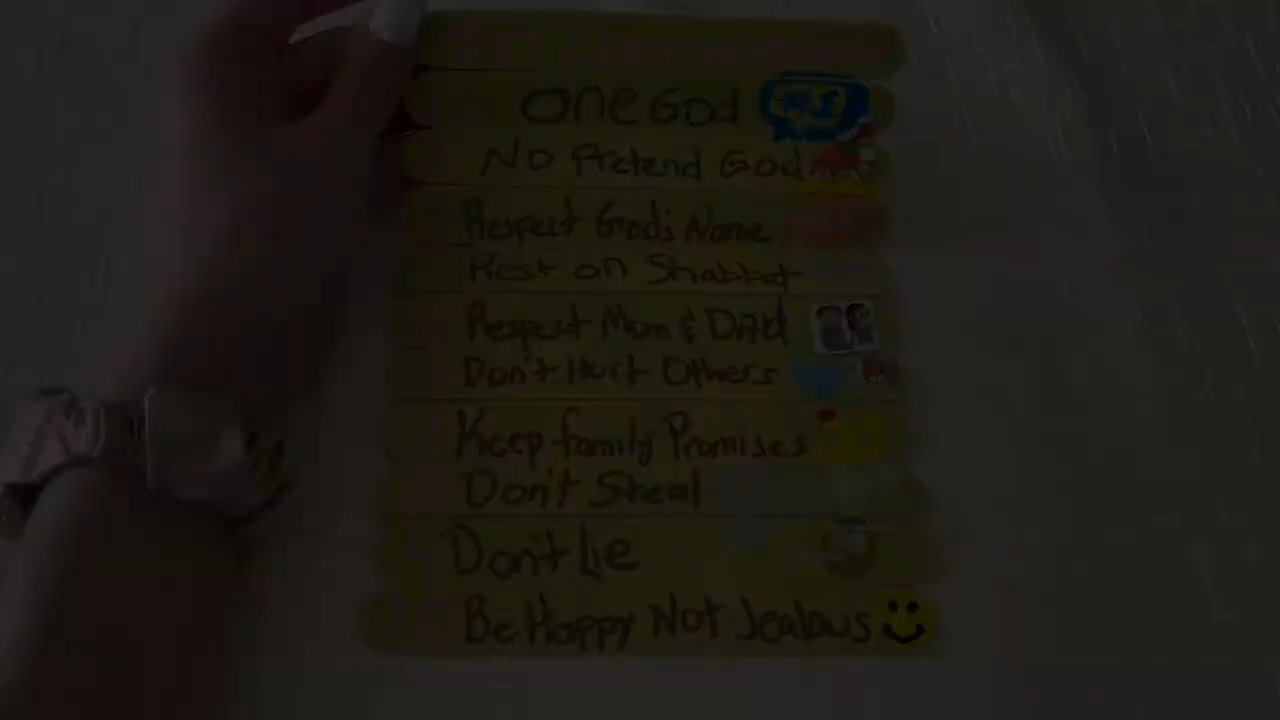 One God
No Pretend God
Respect God's Name
Rest on Shabbat
Respect Mom & DAd
Don't Hurt Others
Keep family Promises
Don't Steal
Don't Lie
Be Happy Not Jealous